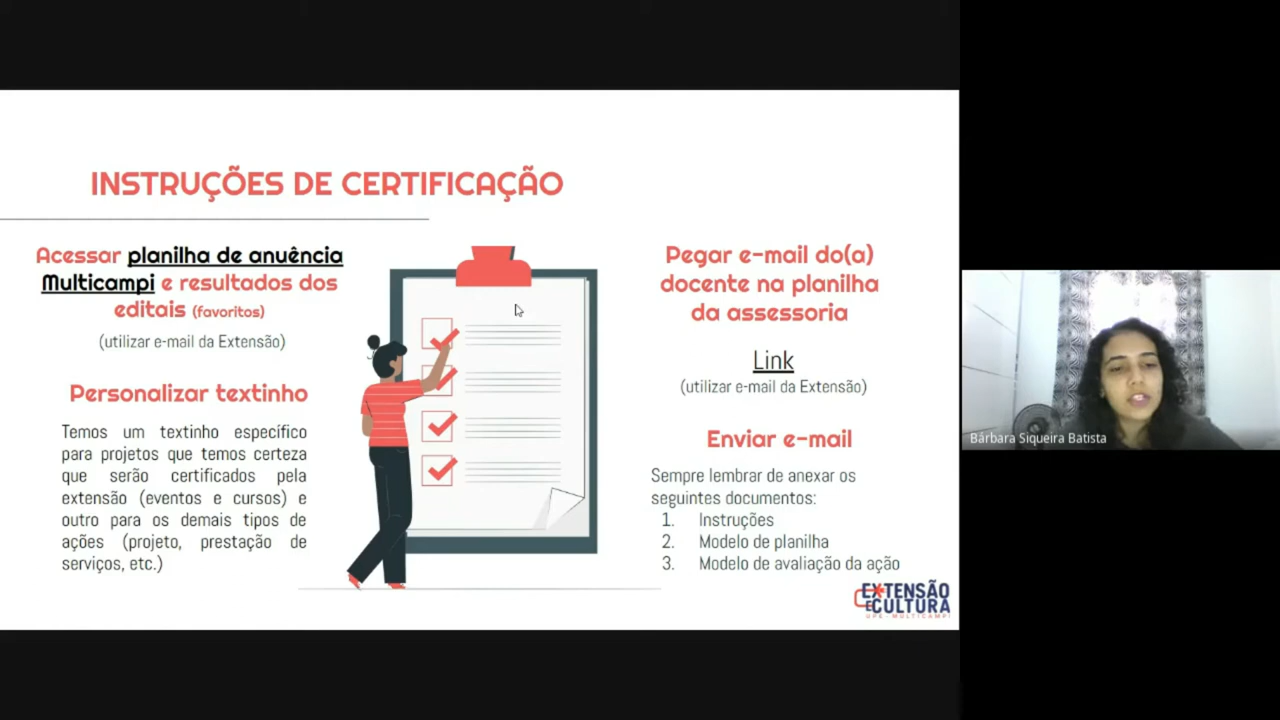 INSTRUÇÕES DE CERTIFICAÇÃO
Acessar planilha de anuência
Multicampi e resultados dos
editais (favoritos)
(utilizar e-mail da Extensão)
Personalizar textinho
Temos um textinho específico
para projetos que temos certeza
que serão certificados pela
extensão (eventos e cursos) e
outro para os demais tipos de
ações (projeto, prestação de
serviços, etc.)
Pegar e-mail do(a)
docente na planilha
da assessoria
Link
(utilizar e-mail da Extensão)
Enviar e-mail
Sempre lembrar de anexar os
seguintes documentos:
1. Instruções
2. Modelo de planilha
3. Modelo de avaliação da ação
EXTENSÃO
E CULTURA
UPE - MULTICAMPI
Bárbara Siqueira Batista